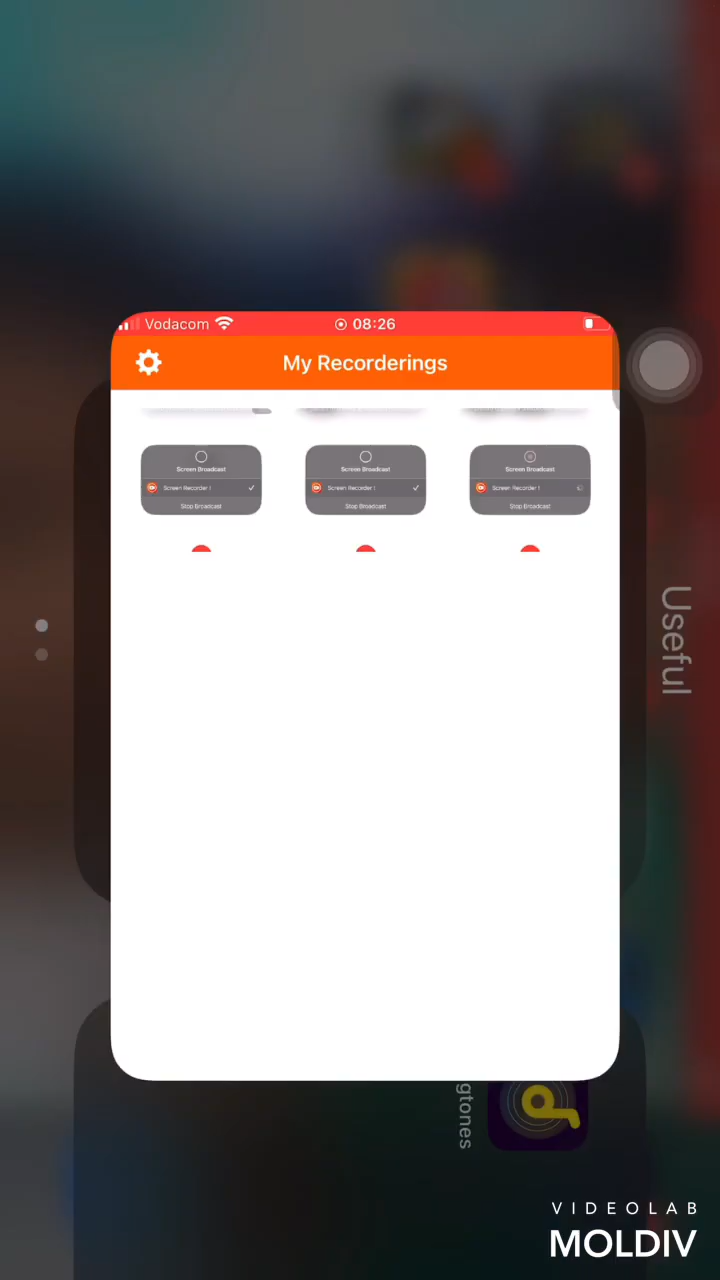 Vodacom 08:26
My Recorderings
Screen Broadcast Screen Broadcast Screen Broadcast
Screen Recorder ! Screen Recorder ! Screen Recorder !
Stop Broadcast Stop Broadcast Stop Broadcast
Useful
gtones
VIDEOLAB
MOLDIV